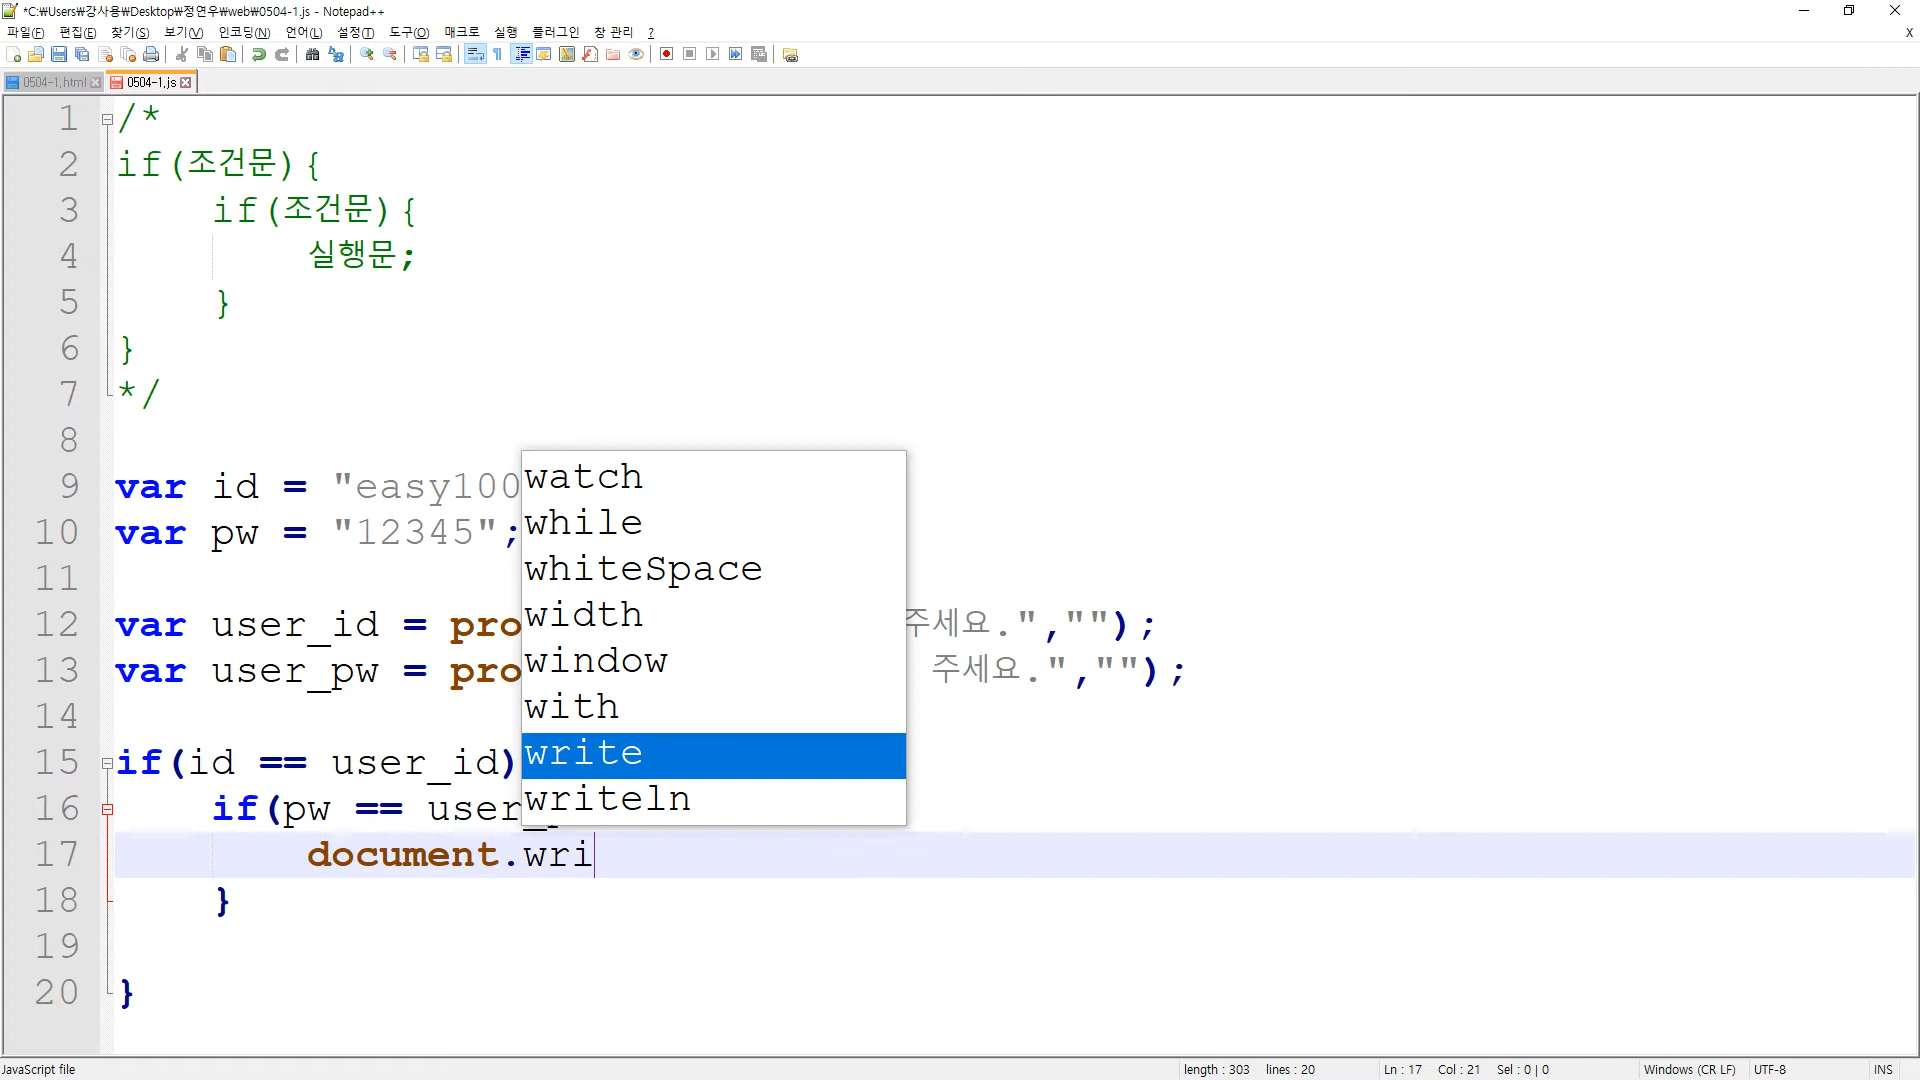 *C:₩Users₩강사용₩Desktop₩정연우₩web₩0504-1.js - Notepad++
파일(F) 편집(E) 찾기(S) 보기(V) 인코딩(N) 언어(L) 설정(T) 도구(O) 매크로 실행 플러그인 창 관리 ? X
0504-1.html 0504-1.js
1 /*
2 if(조건문){
3 if(조건문){
4 실행문;
5 }
6 }
7 */
8
9 var id = "easy100
10 var pw = "12345";
11
12 var user_id = pro 주세요.","");
13 var user_pw = pro 주세요.","");
14
15 if(id == user_id)
16 if(pw == user_
17 document.wri
18 }
19
20 }
watch
while
whiteSpace
width
window
with
write
writeln
JavaScript file length : 303 lines : 20 Ln : 17 Col : 21 Sel : 0 | 0 Windows (CR LF) UTF-8 INS